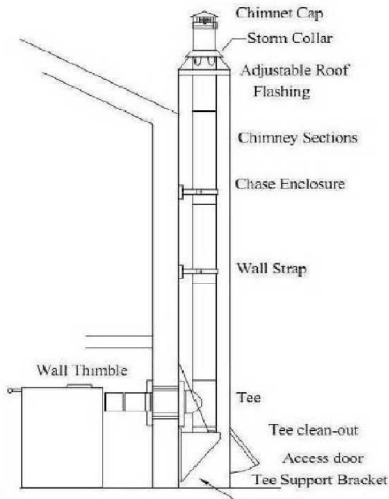 Chimnet Cap
Storm Collar
Adjustable Roof
Flashing
Chimney Sections
Chase Enclosure
Wall Strap
Wall Thimble
Tee
Tee clean-out
Access door
Tee Support Bracket